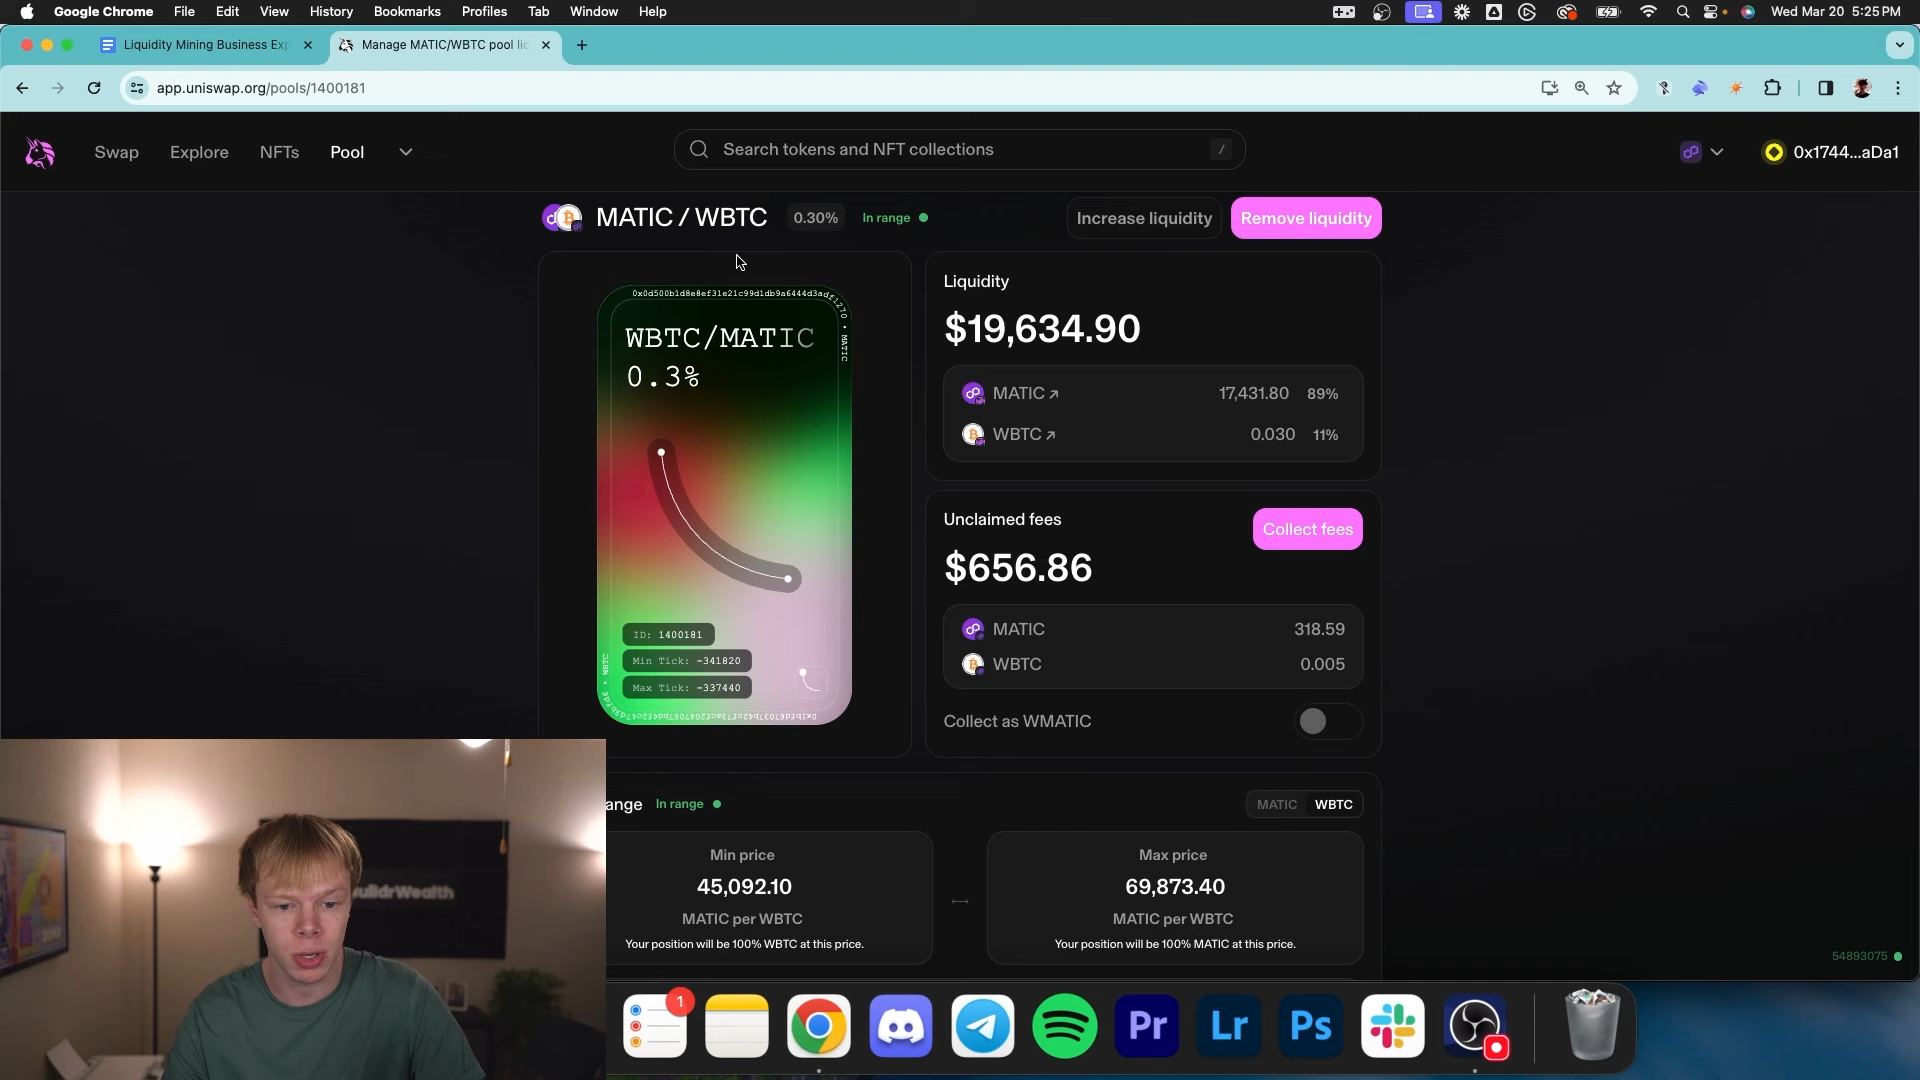 Google Chrome File Edit View History Bookmarks Profiles Tab Window Help Wed Mar 20 5:25 PM
Liquidity Mining Business Exp
Manage MATIC/WBTC pool liq
app.uniswap.org/pools/1400181
Swap Explore NFTs Pool
Search tokens and NFT collections /
0x1744...aDa1
MATIC / WBTC 0.30% In range
Increase liquidity Remove liquidity
0x0d500b1d8e8ef31e21c99d1db9a6444d3adf1270 • MATIC
WBTC/MATIC
0.3%
ID: 1400181
Min Tick: -341820
Max Tick: -337440
• WBTC
Liquidity
$19,634.90
MATIC ↗ 17,431.80 89%
WBTC ↗ 0.030 11%
Unclaimed fees
Collect fees
$656.86
MATIC 318.59
WBTC 0.005
Collect as WMATIC
ange In range
MATIC WBTC
Min price
45,092.10
MATIC per WBTC
Your position will be 100% WBTC at this price.
Max price
69,873.40
MATIC per WBTC
Your position will be 100% MATIC at this price.
54893075
uildrWealth
1
Pr
Lr
Ps